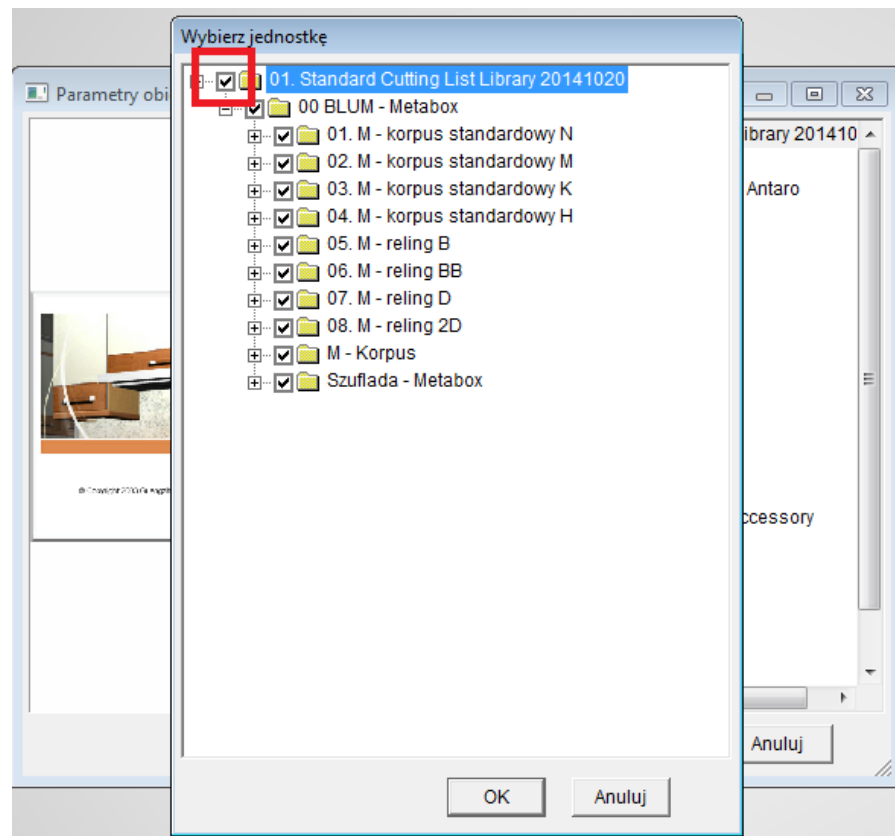 Wybierz jednostkę
01. Standard Cutting List Library 20141020
00 BLUM - Metabox
01. M - korpus standardowy N
02. M - korpus standardowy M
03. M - korpus standardowy K
04. M - korpus standardowy H
05. M - reling B
06. M - reling BB
07. M - reling D
08. M - reling 2D
M - Korpus
Szuflada - Metabox
OK
Anuluj
Parametry obi
ibrary 201410
Antaro
ccessory
Anuluj
© Copyright 2003